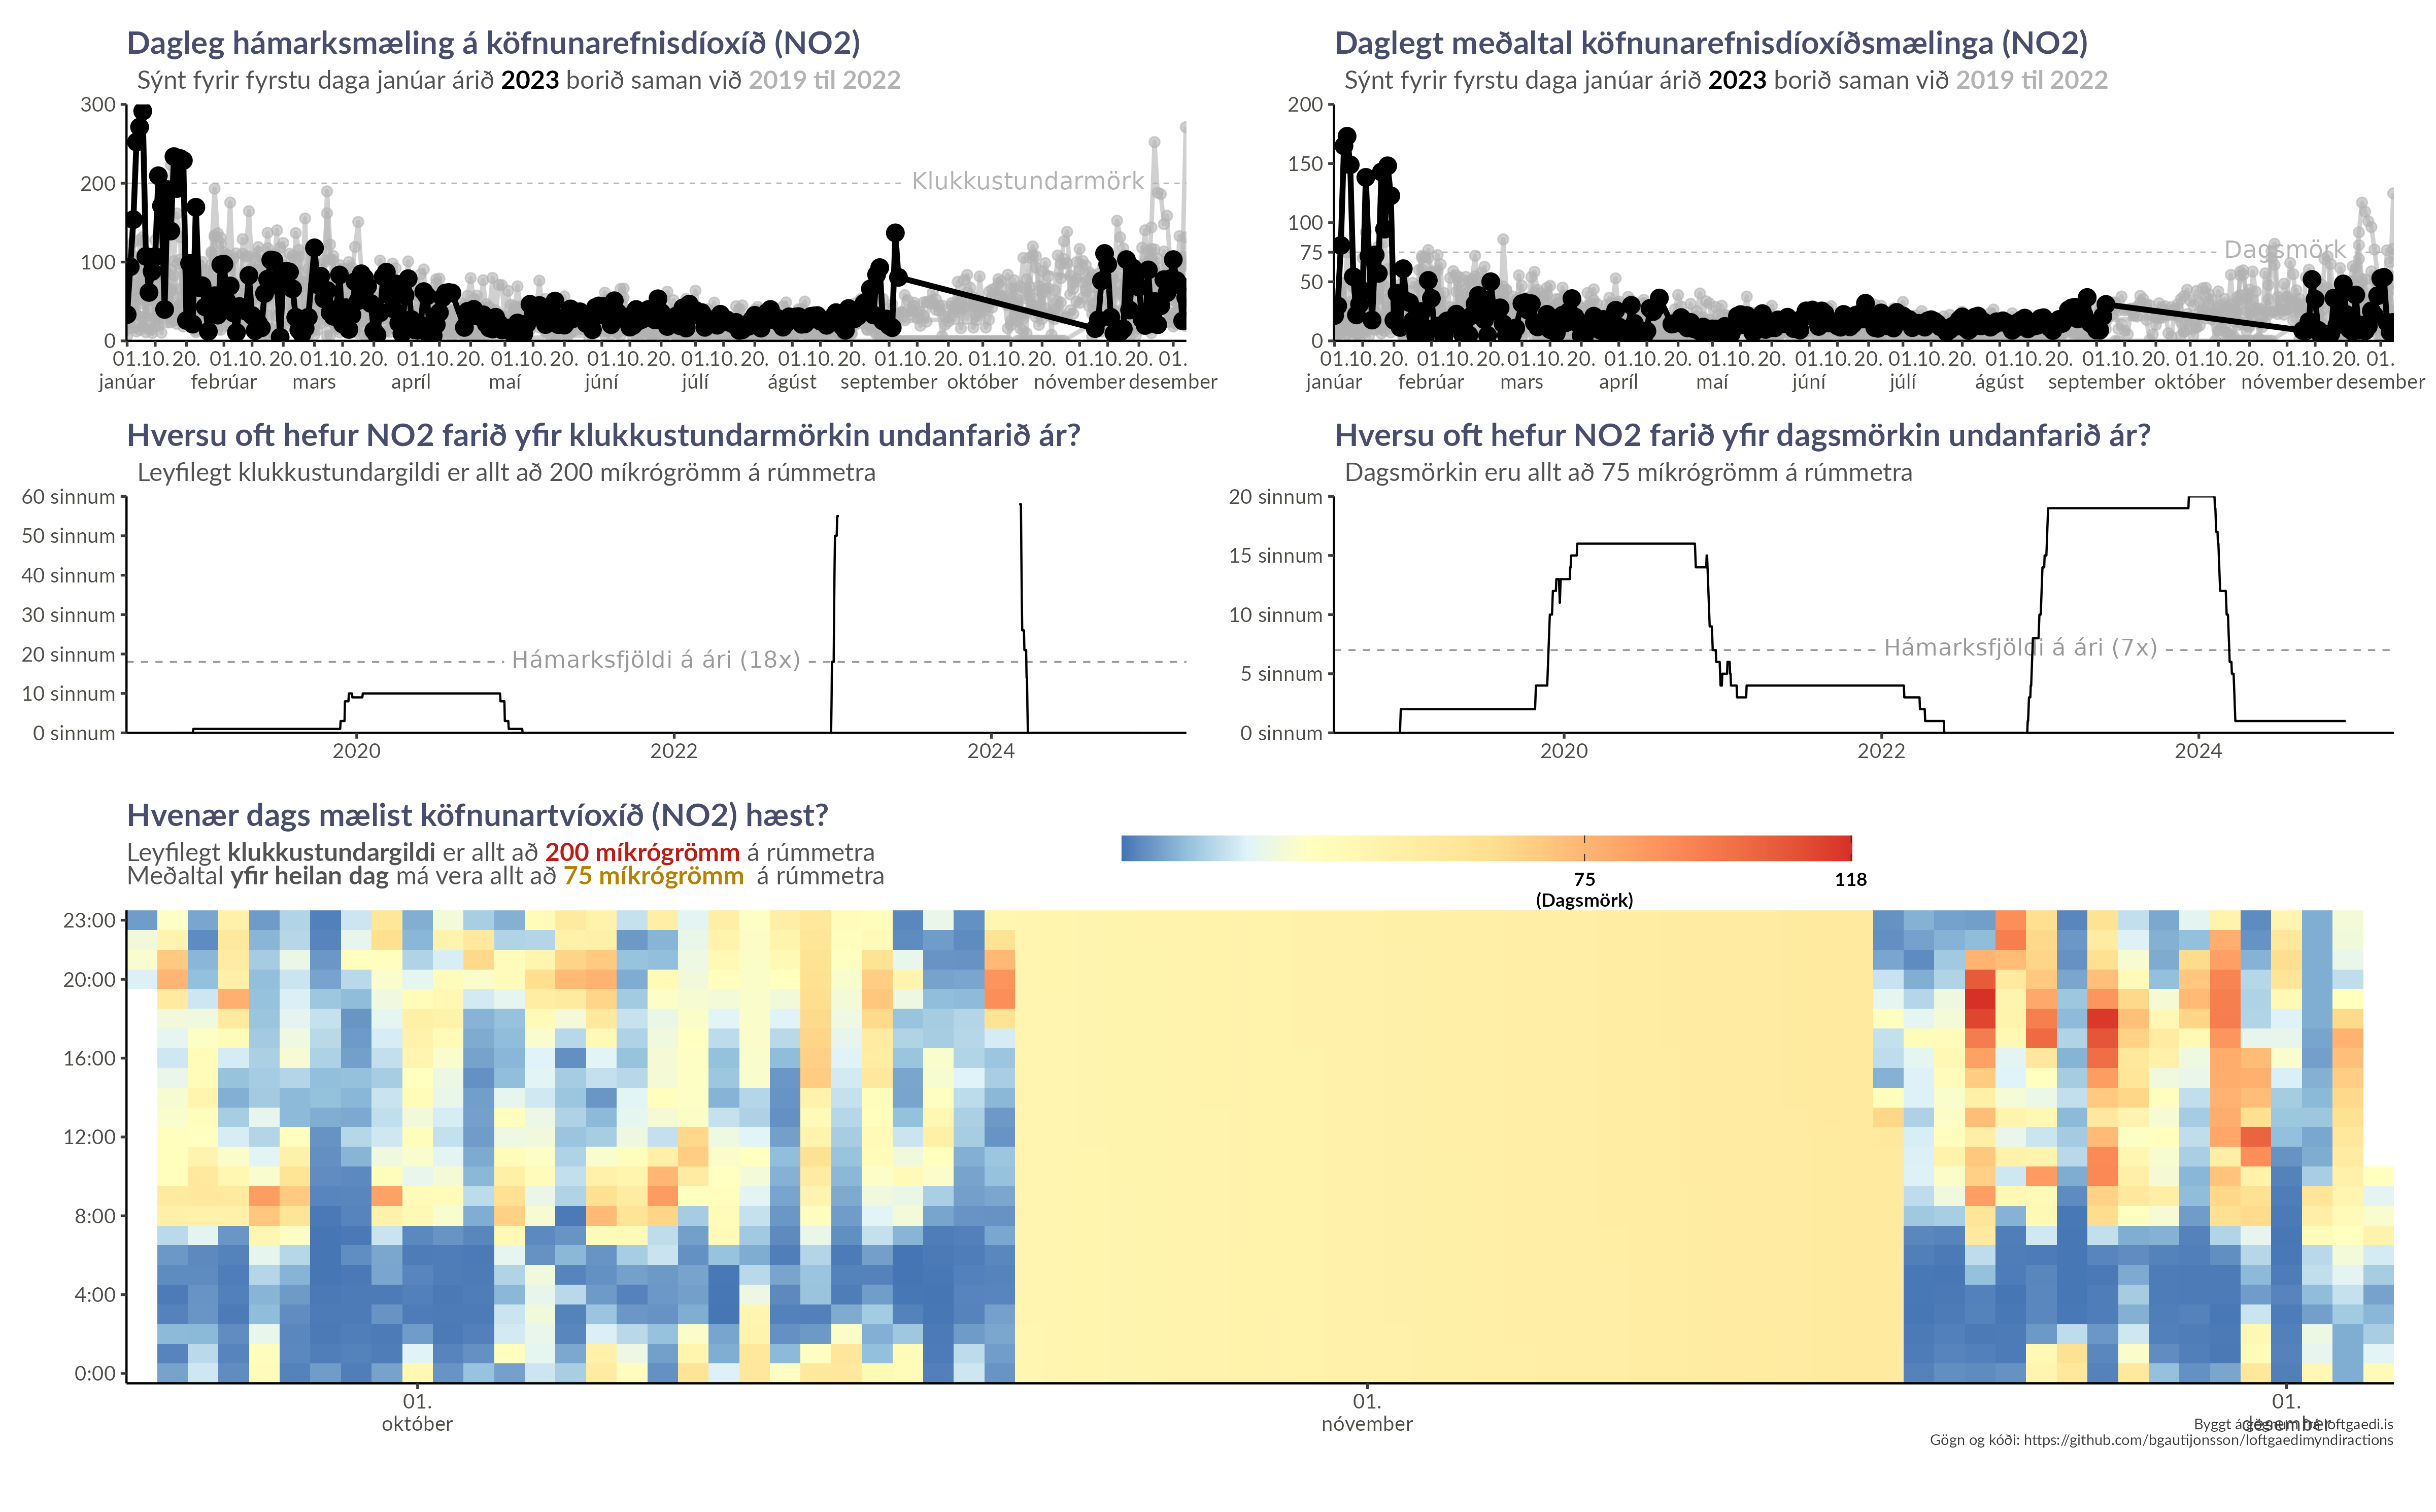 Dagleg hámarksmæling á köfnunarefnisdíoxíð (NO2)
Sýnt fyrir fyrstu daga janúar árið 2023 borið saman við 2019 til 2022
300
200
100
0
Klukkustundarmörk
01.10.20. 01.10.20. 01.10.20. 01.10.20. 01.10.20. 01.10.20. 01.10.20. 01.10.20. 01.10.20. 01.10.20. 01.10.20. 01.
janúar febrúar mars apríl maí júní júlí ágúst september október nóvember desember
Daglegt meðaltal köfnunarefnisdíoxíðsmælinga (NO2)
Sýnt fyrir fyrstu daga janúar árið 2023 borið saman við 2019 til 2022
200
150
100
75
50
0
Dagsmörk
01.10.20. 01.10.20. 01.10.20. 01.10.20. 01.10.20. 01.10.20. 01.10.20. 01.10.20. 01.10.20. 01.10.20. 01.10.20. 01.
janúar febrúar mars apríl maí júní júlí ágúst september október nóvember desember
Hversu oft hefur NO2 farið yfir klukkustundarmörkin undanfarið ár?
Leyfilegt klukkustundargildi er allt að 200 míkrógrömm á rúmmetra
60 sinnum
50 sinnum
40 sinnum
30 sinnum
20 sinnum
10 sinnum
0 sinnum
Hámarksfjöldi á ári (18x)
2020 2022 2024
Hversu oft hefur NO2 farið yfir dagsmörkin undanfarið ár?
Dagsmörkin eru allt að 75 míkrógrömm á rúmmetra
20 sinnum
15 sinnum
10 sinnum
5 sinnum
0 sinnum
Hámarksfjöldi á ári (7x)
2020 2022 2024
Hvenær dags mælist köfnunartvíoxíð (NO2) hæst?
Leyfilegt klukkustundargildi er allt að 200 míkrógrömm á rúmmetra
Meðaltal yfir heilan dag má vera allt að 75 míkrógrömm á rúmmetra
75 118
(Dagsmörk)
23:00
20:00
16:00
12:00
8:00
4:00
0:00
01. 01. 01.
október nóvember desember
Byggt á gögnum frá loftgaedi.is
Gögn og kóði: https://github.com/bgautijonsson/loftgaedimyndiractions